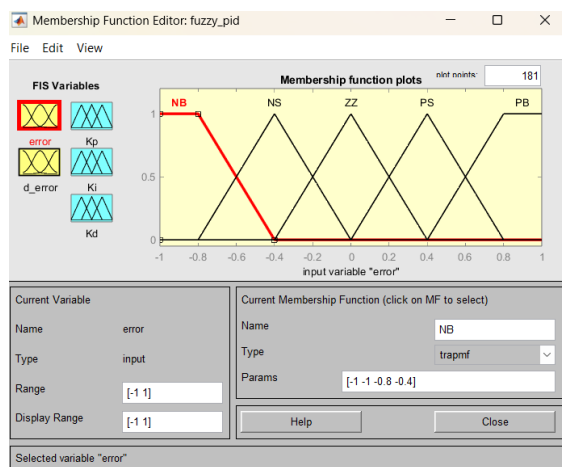 Membership Function Editor: fuzzy_pid
File Edit View
FIS Variables
Membership function plots
plot points:
181
error
d_error
Kp
Ki
Kd
NB NS ZZ PS PB
1
0.5
0
-1 -0.8 -0.6 -0.4 -0.2 0 0.2 0.4 0.6 0.8 1
input variable "error"
Current Variable
Name error
Type input
Range [-1 1]
Display Range [-1 1]
Current Membership Function (click on MF to select)
Name NB
Type trapmf
Params [-1 -1 -0.8 -0.4]
Help Close
Selected variable "error"